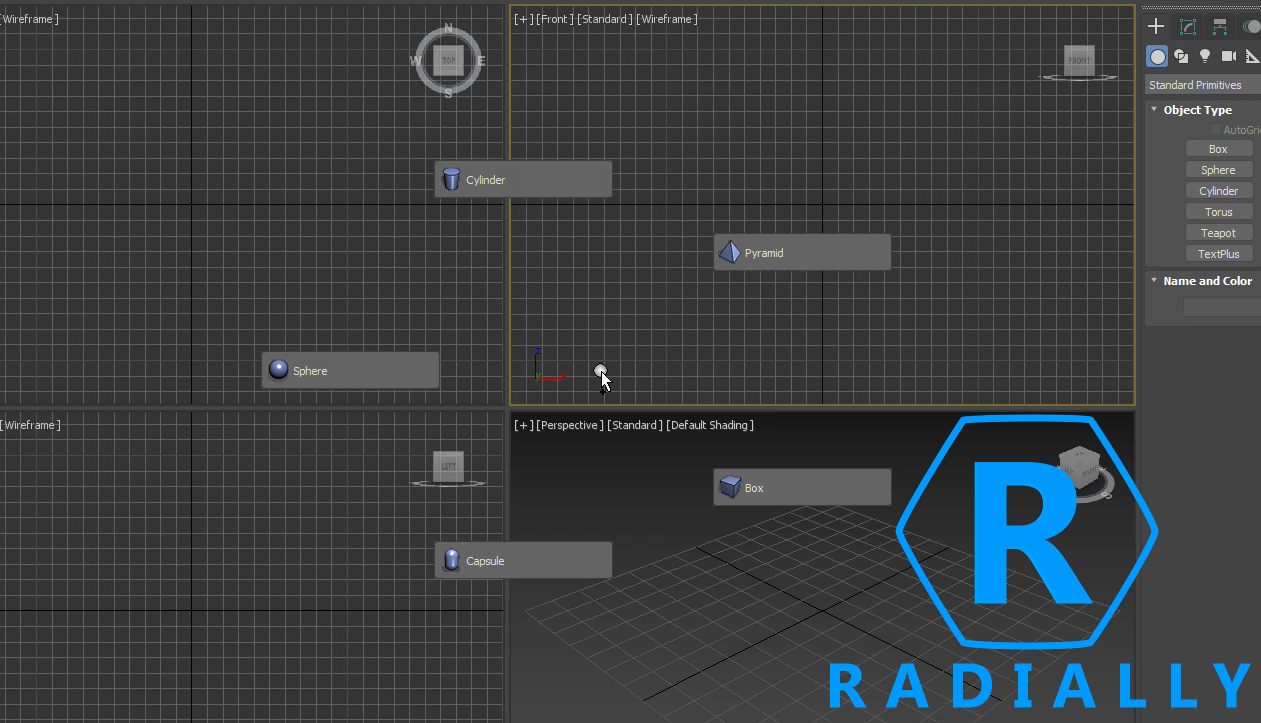 [Wireframe ]
[+] [Front ] [Standard ] [Wireframe ]
N
W
TOP
E
S
FRONT
Standard Primitives
Object Type
AutoGri
Box
Sphere
Cylinder
Torus
Teapot
TextPlus
Name and Color
Cylinder
Pyramid
z
y
x
Sphere
[Wireframe ]
LEFT
[+] [Perspective ] [Standard ] [Default Shading ]
S
Box
Capsule
R
RADIALLY